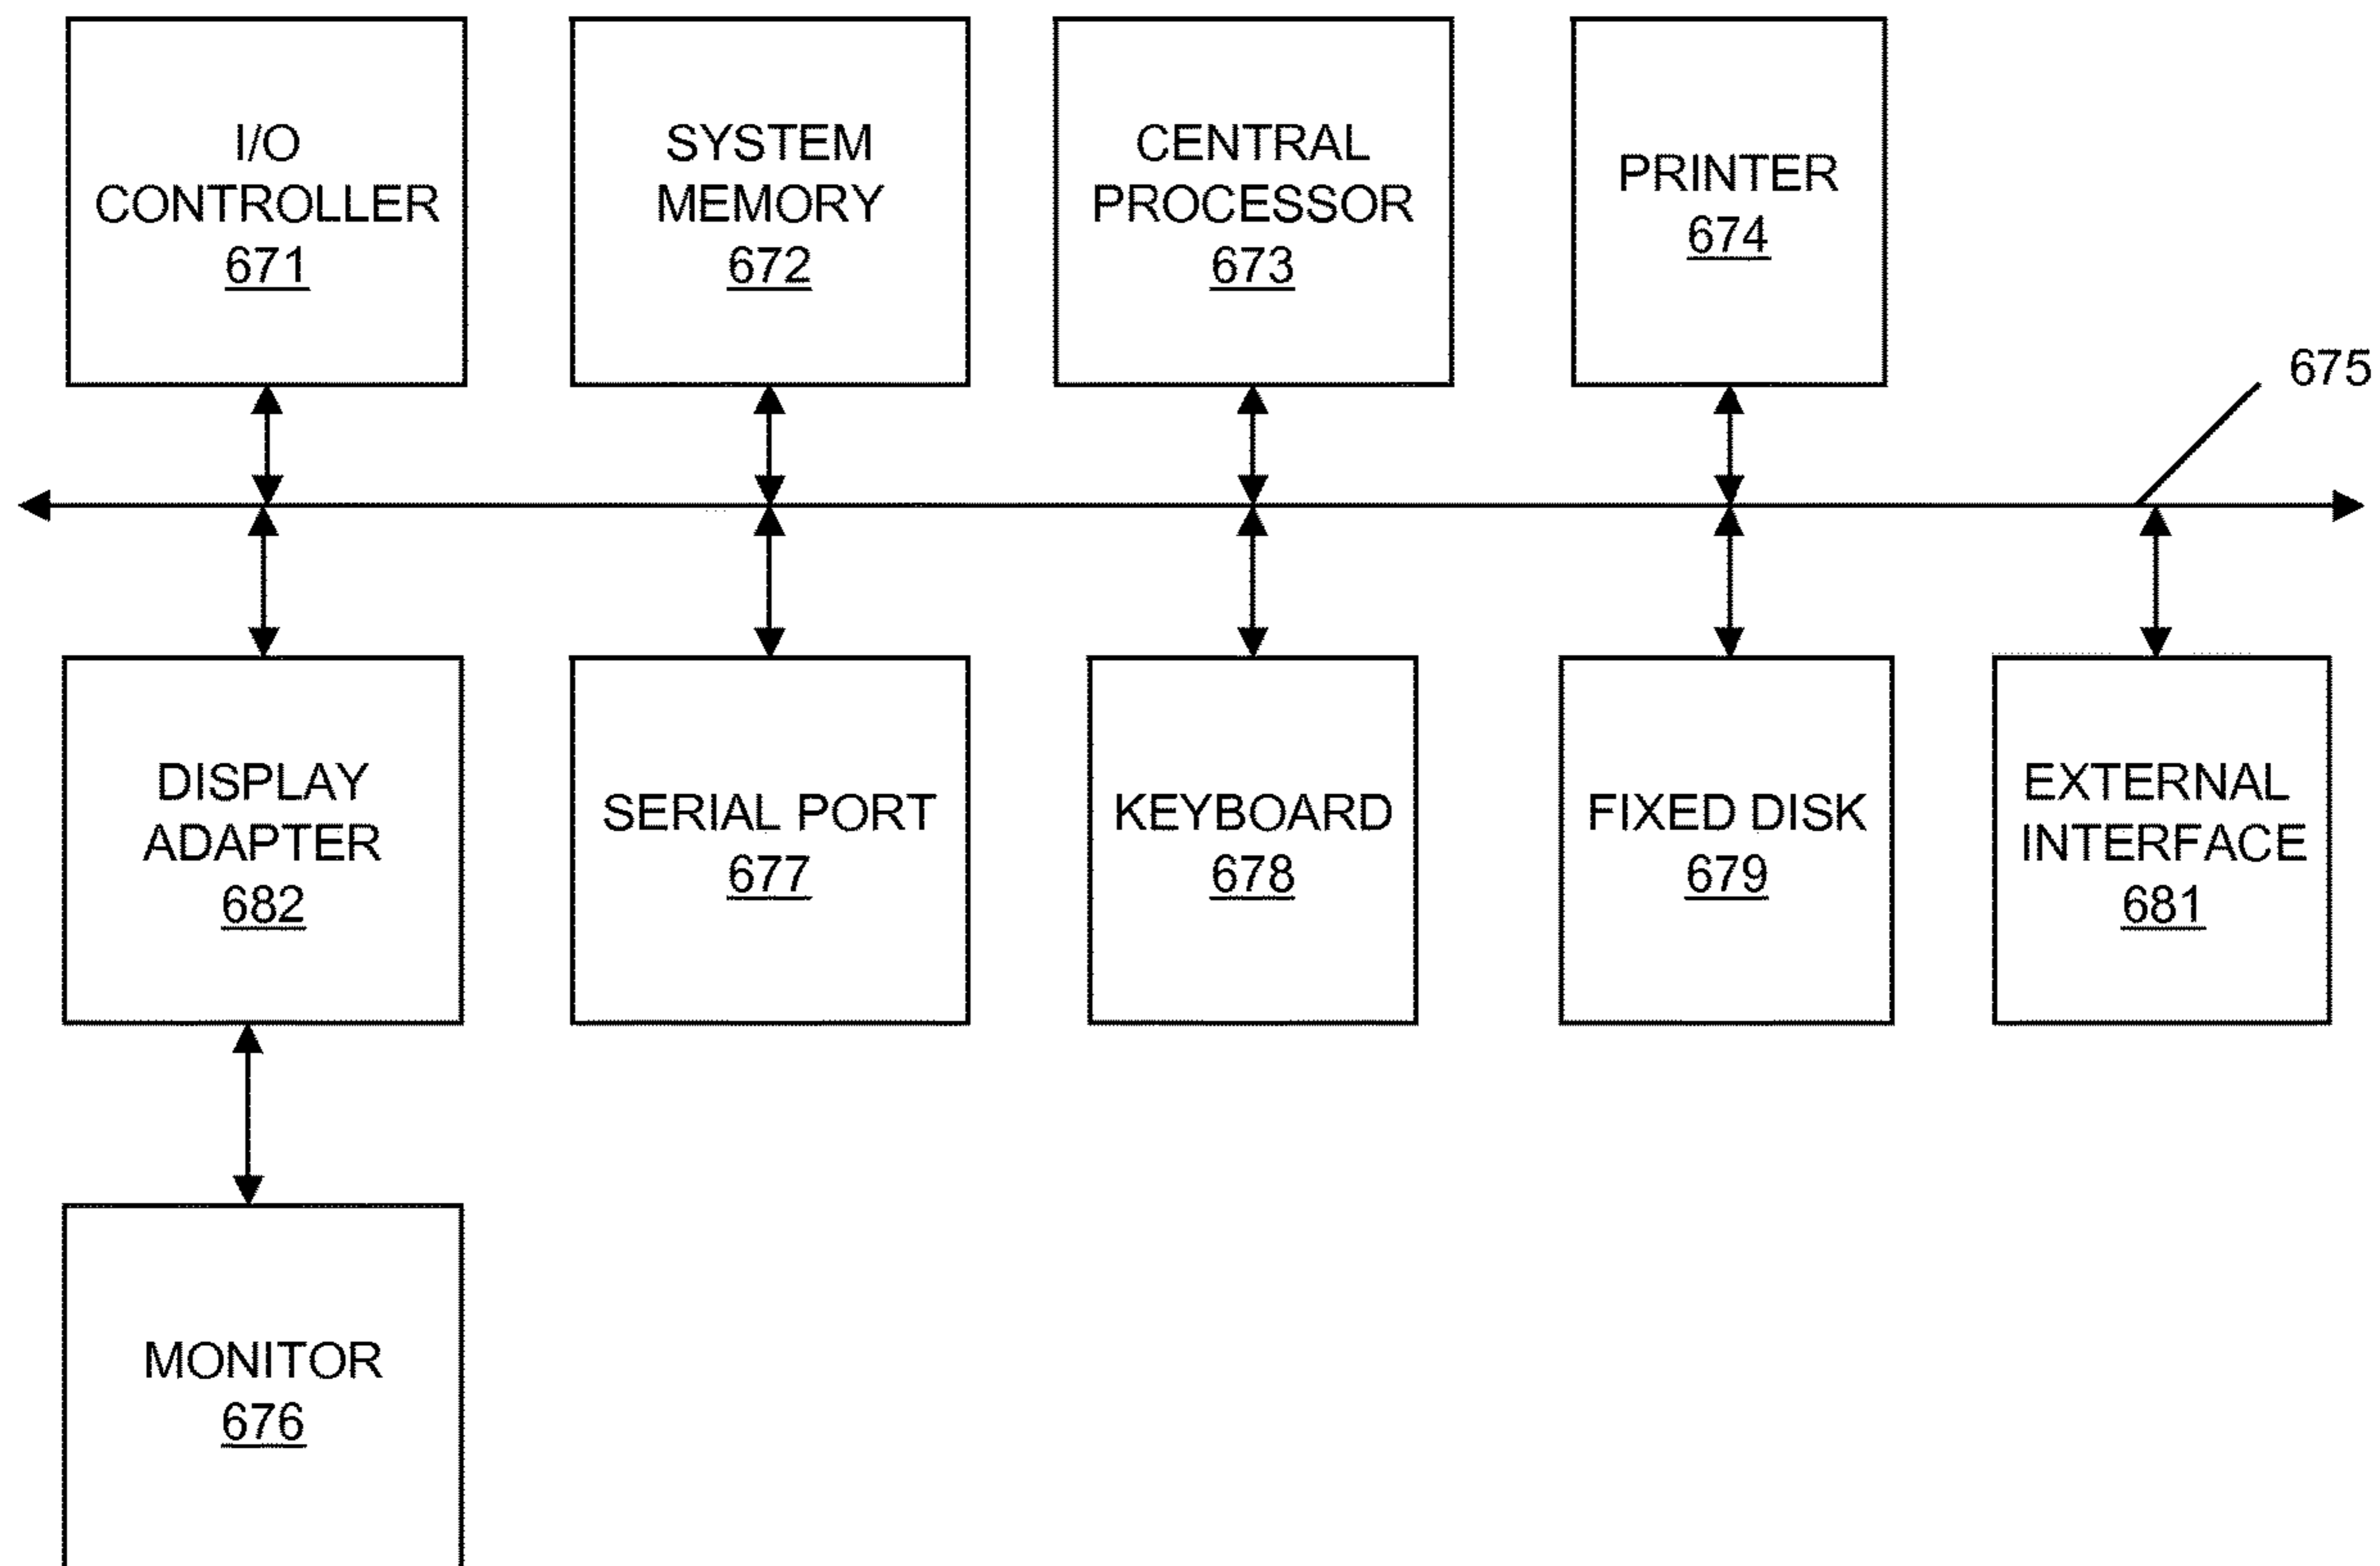 I/O
CONTROLLER
671
SYSTEM
MEMORY
672
CENTRAL
PROCESSOR
673
PRINTER
674
675
DISPLAY
ADAPTER
682
SERIAL PORT
677
KEYBOARD
678
FIXED DISK
679
EXTERNAL
INTERFACE
681
MONITOR
676